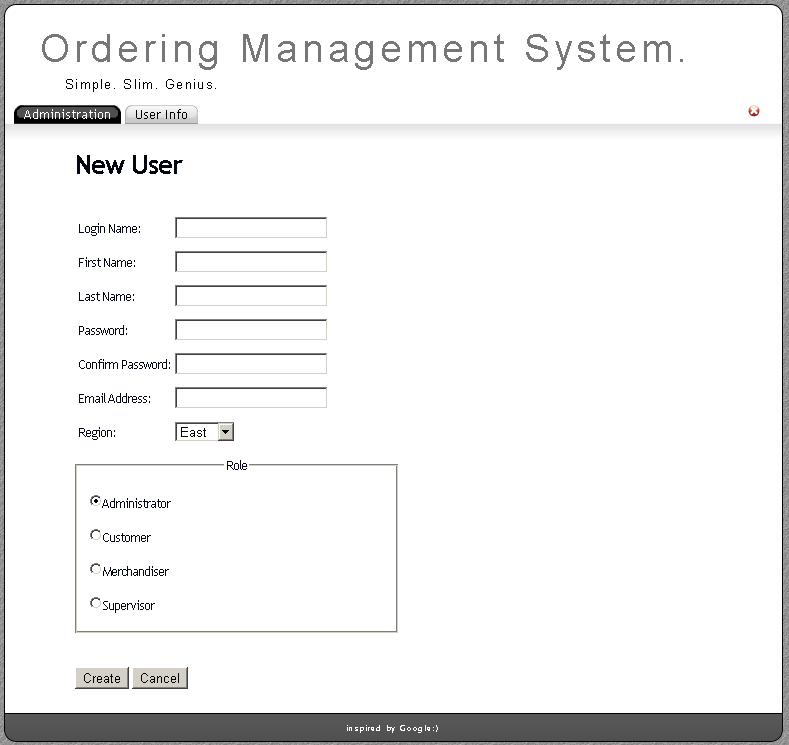 Ordering Management System.
Simple. Slim. Genius.
Administration User Info
New User
Login Name:
First Name:
Last Name:
Password:
Confirm Password:
Email Address:
Region: East
Role
Administrator
Customer
Merchandiser
Supervisor
Create Cancel
inspired by Google:)